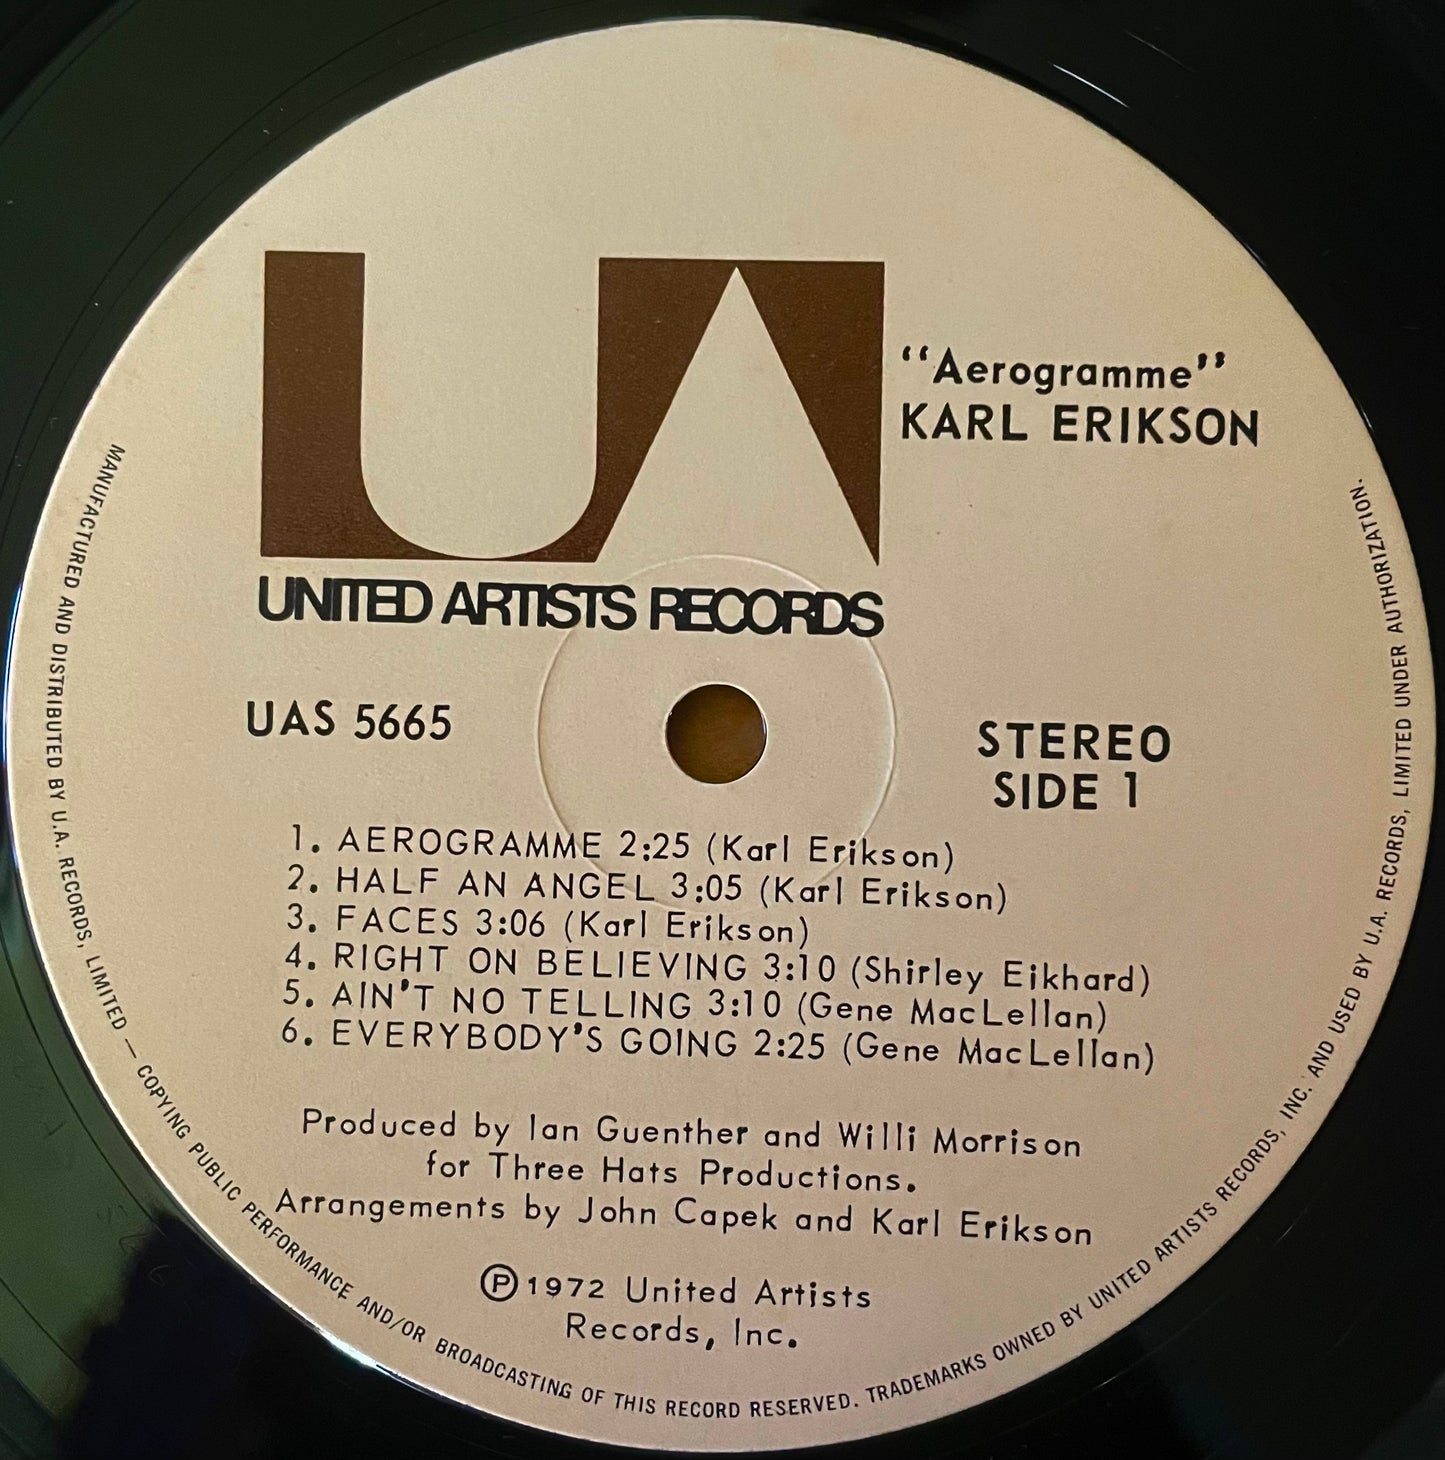 UA
"Aerogramme"
KARL ERIKSON
UNITED ARTISTS RECORDS
UAS 5665
STEREO
SIDE 1
1. AEROGRAMME 2:25 (Karl Erikson)
2. HALF AN ANGEL 3:05 (Karl Erikson)
3. FACES 3:06 (Karl Erikson)
4. RIGHT ON BELIEVING 3:10 (Shirley Eikhard)
5. AIN'T NO TELLING 3:10 (Gene MacLellan)
6. EVERYBODY'S GOING 2:25 (Gene MacLellan)
Produced by Ian Guenther and Willi Morrison
for Three Hats Productions.
Arrangements by John Capek and Karl Erikson
℗ 1972 United Artists
Records, Inc.
MANUFACTURED AND DISTRIBUTED BY U.A. RECORDS, LIMITED — COPYING PUBLIC PERFORMANCE AND/OR BROADCASTING OF THIS RECORD RESERVED. TRADEMARKS OWNED BY UNITED ARTISTS RECORDS, INC. AND USED BY U.A. RECORDS, LIMITED UNDER AUTHORIZATION.